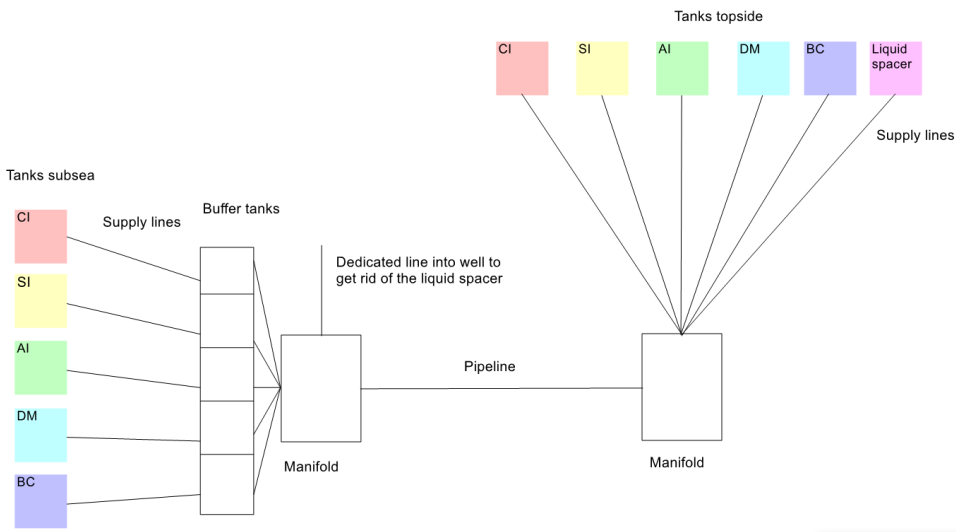 Tanks topside
CI
SI
AI
DM
BC
Liquid
spacer
Supply lines
Tanks subsea
CI
Supply lines
Buffer tanks
SI
AI
DM
BC
Dedicated line into well to
get rid of the liquid spacer
Pipeline
Manifold
Manifold